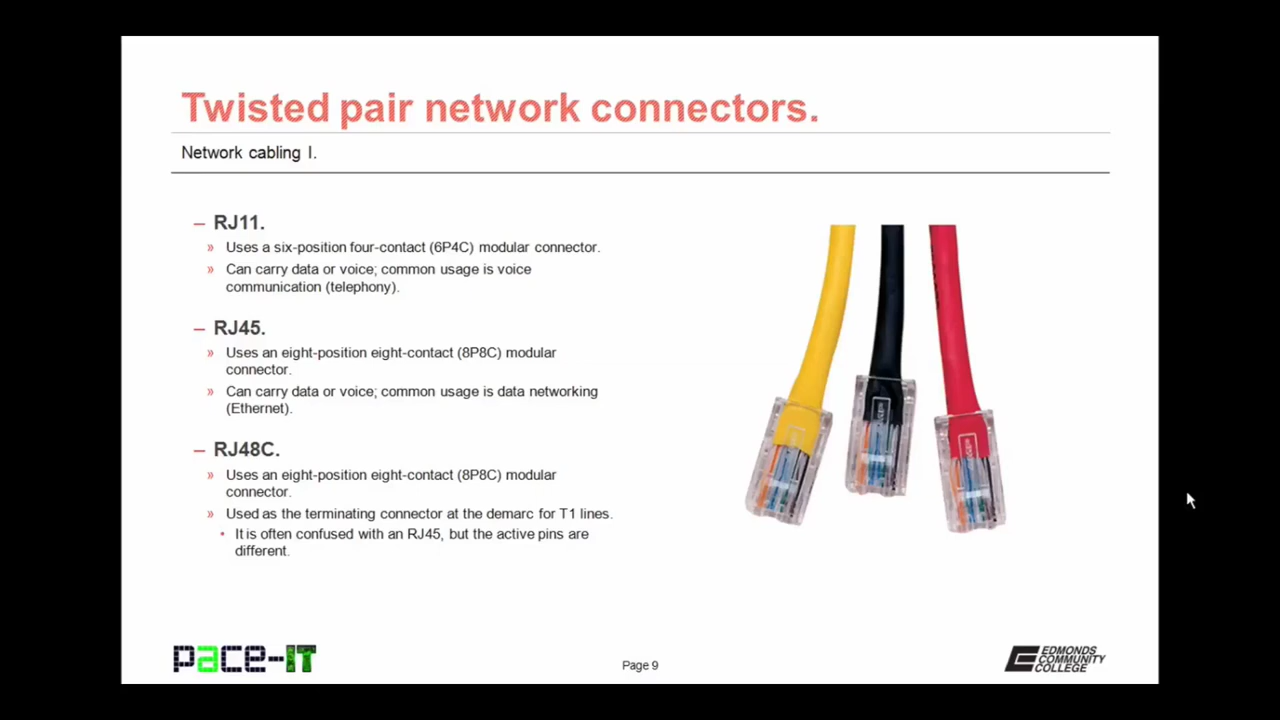 Twisted pair network connectors.
Network cabling I.
– RJ11.
» Uses a six-position four-contact (6P4C) modular connector.
» Can carry data or voice; common usage is voice
communication (telephony).
– RJ45.
» Uses an eight-position eight-contact (8P8C) modular
connector.
» Can carry data or voice; common usage is data networking
(Ethernet).
– RJ48C.
» Uses an eight-position eight-contact (8P8C) modular
connector.
» Used as the terminating connector at the demarc for T1 lines.
• It is often confused with an RJ45, but the active pins are
different.
pace-IT
Page 9
EDMONDS
COMMUNITY
COLLEGE